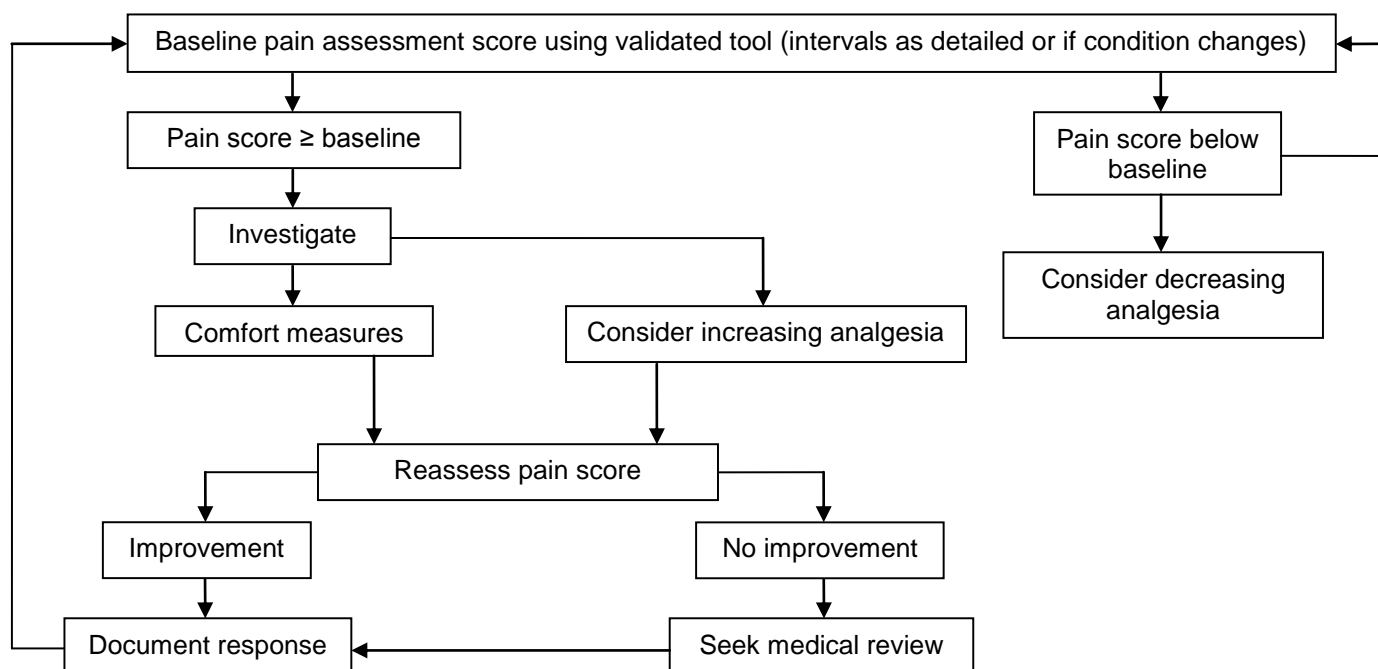 Baseline pain assessment score using validated tool (intervals as detailed or if condition changes)
Pain score ≥ baseline
Pain score below
baseline
Investigate
Consider decreasing
analgesia
Comfort measures
Consider increasing analgesia
Reassess pain score
Improvement
No improvement
Document response
Seek medical review